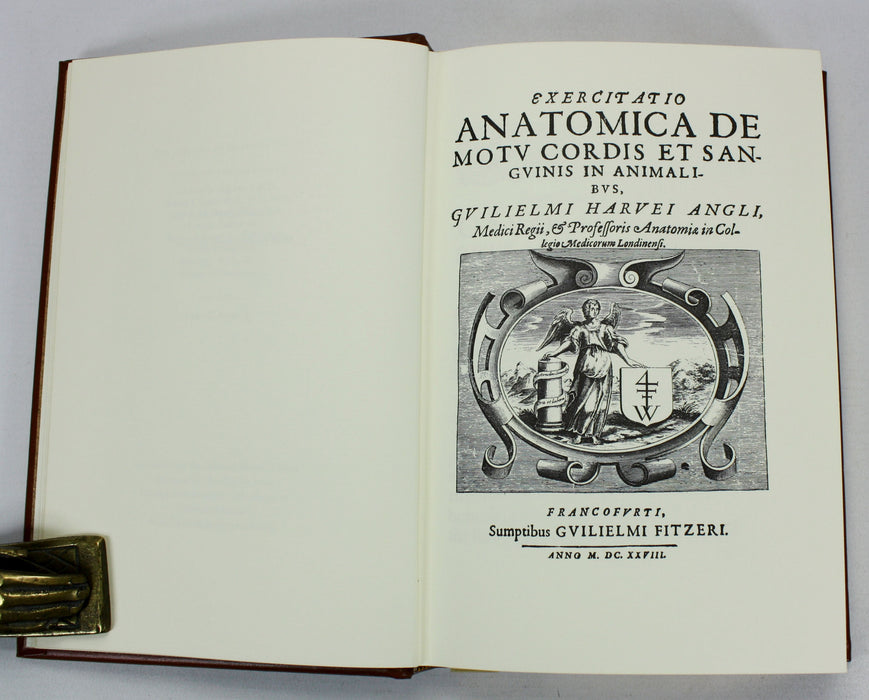 EXERCITATIO
ANATOMICA DE
MOTV CORDIS ET SAN-
GVINIS IN ANIMALI-
BVS,
GVILIELMI HARVEI ANGLI,
Medici Regii, & Professoris Anatomiæ in Col-
legio Medicorum Londinensi.
4
F
W
FRANCOFVRTI,
Sumptibus GVILIELMI FITZERI.
ANNO M. DC. XXVIII.